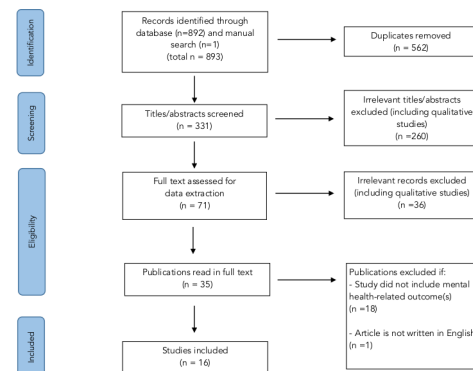 Identification
Records identified through
database (n=892) and manual
search (n=1)
(total n = 893)
Duplicates removed
(n = 562)
Screening
Titles/abstracts screened
(n = 331)
Irrelevant titles/abstracts
excluded (including qualitative
studies)
(n =260)
Eligibility
Full text assessed for
data extraction
(n = 71)
Irrelevant records excluded
(including qualitative studies)
(n =36)
Publications read in full text
(n = 35)
Publications excluded if:
- Study did not include mental
health-related outcome(s)
(n =18)
- Article is not written in English
(n =1)
Included
Studies included
(n = 16)